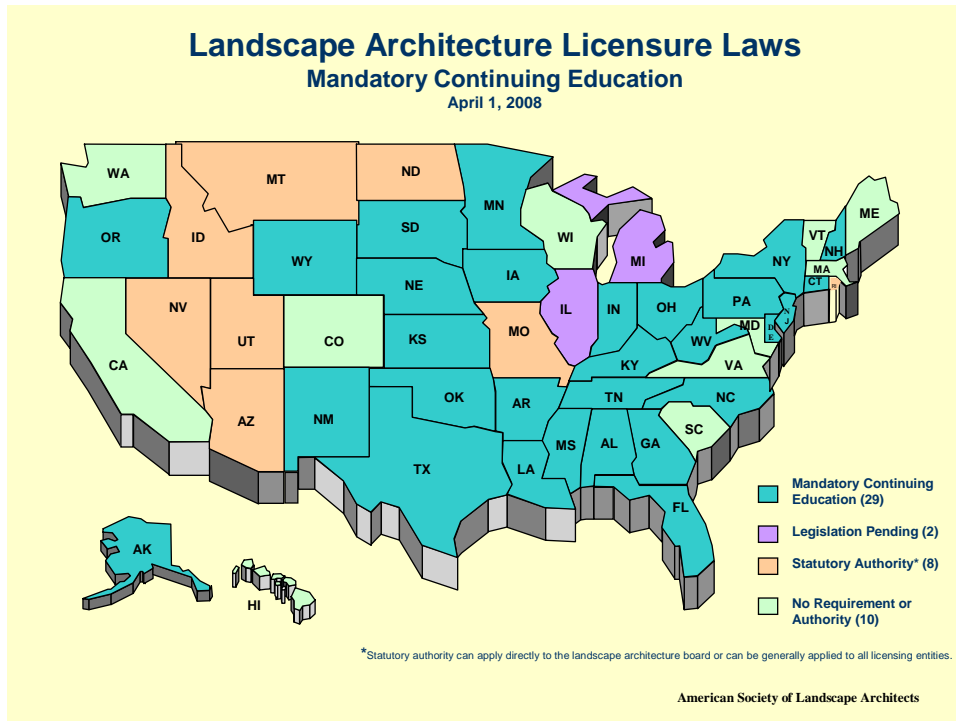 Landscape Architecture Licensure Laws
Mandatory Continuing Education
April 1, 2008
WA
MT
ND
MN
ME
OR
ID
SD
WI
VT
NH
NY
WY
MI
MA
IA
CT
NE
PA
NV
IL
IN
OH
N
J
UT
CO
MO
MD
D
E
WV
KS
CA
KY
VA
AZ
NM
OK
AR
TN
NC
SC
MS
AL
GA
TX
LA
FL
AK
HI
Mandatory Continuing
Education (29)
Legislation Pending (2)
Statutory Authority* (8)
No Requirement or
Authority (10)
*Statutory authority can apply directly to the landscape architecture board or can be generally applied to all licensing entities.
American Society of Landscape Architects